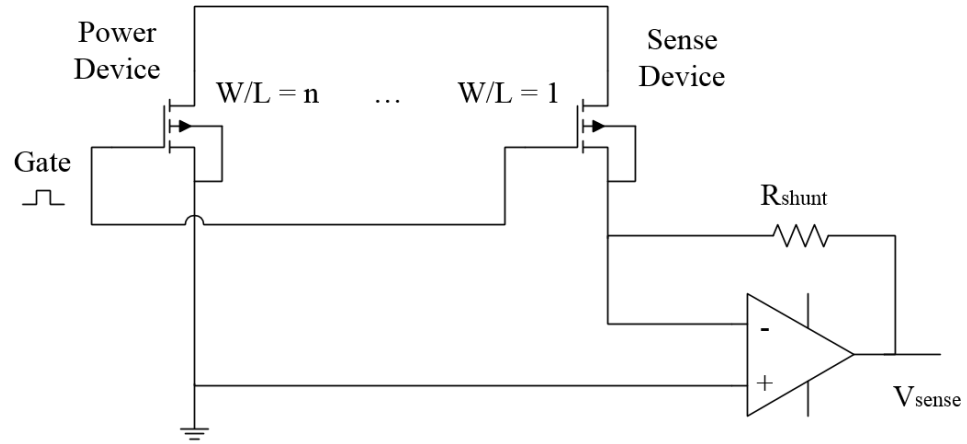 Power
Device
Sense
Device
W/L = n ... W/L = 1
Gate
Rshunt
-
+
Vsense